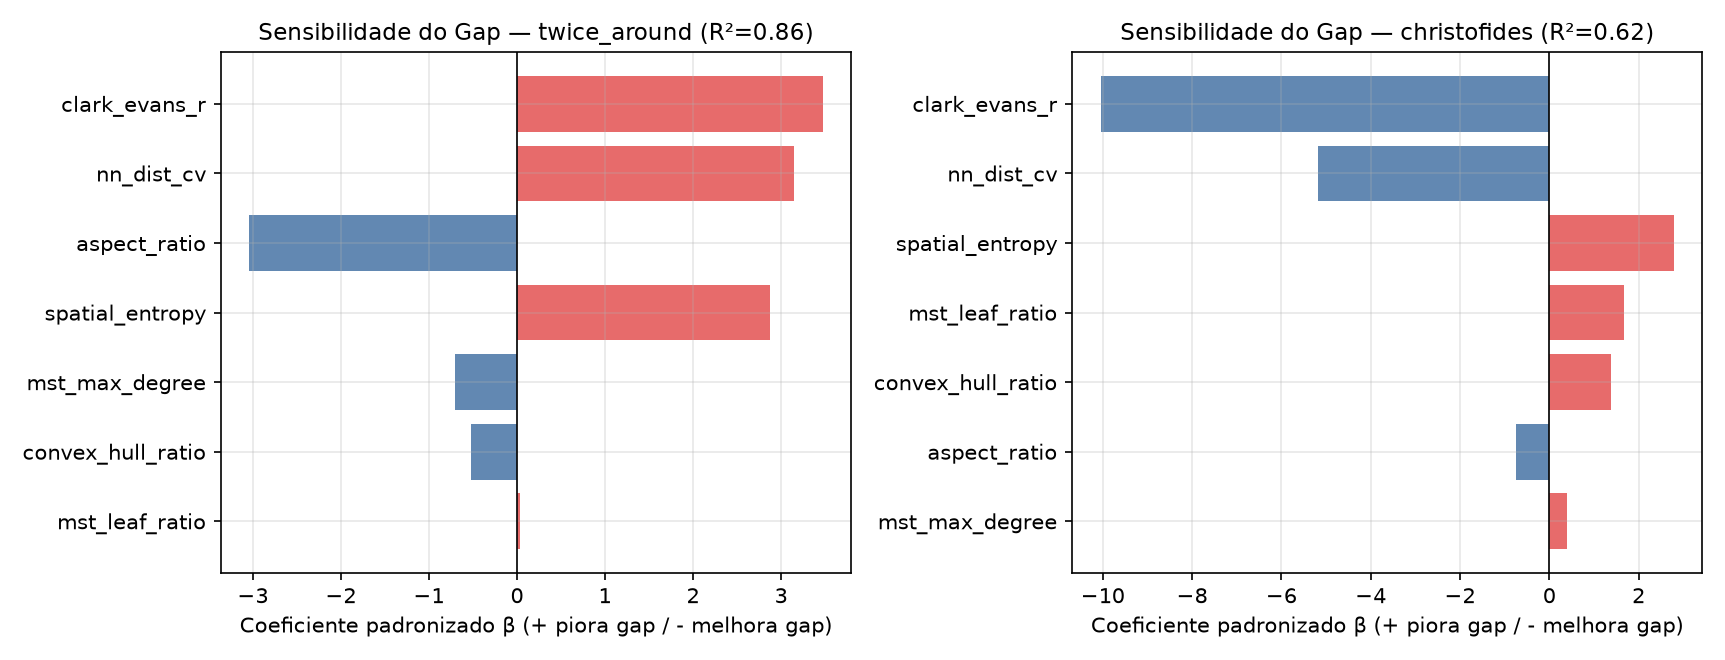 Sensibilidade do Gap — twice_around (R²=0.86)
clark_evans_r
nn_dist_cv
aspect_ratio
spatial_entropy
mst_max_degree
convex_hull_ratio
mst_leaf_ratio
−3 −2 −1 0 1 2 3
Coeficiente padronizado β (+ piora gap / - melhora gap)
Sensibilidade do Gap — christofides (R²=0.62)
clark_evans_r
nn_dist_cv
spatial_entropy
mst_leaf_ratio
convex_hull_ratio
aspect_ratio
mst_max_degree
−10 −8 −6 −4 −2 0 2
Coeficiente padronizado β (+ piora gap / - melhora gap)